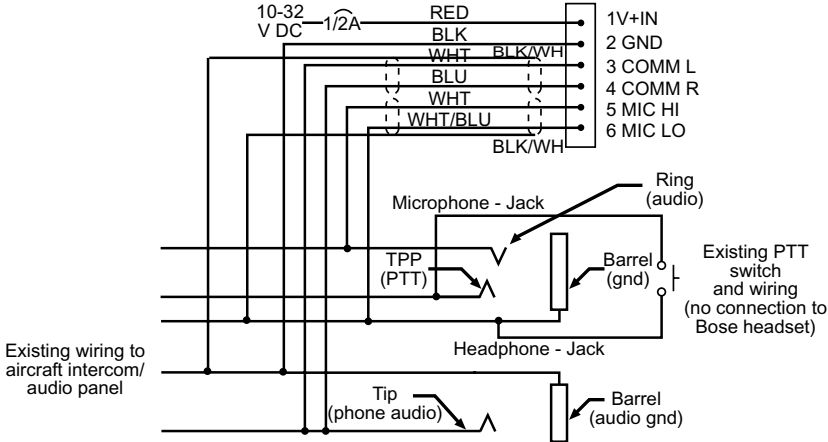 10-32
V DC
1/2A
RED
BLK
WHT
BLK/WH
BLU
WHT
WHT/BLU
BLK/WH
1V+IN
2 GND
3 COMM L
4 COMM R
5 MIC HI
6 MIC LO
Microphone - Jack
Ring
(audio)
TPP
(PTT)
Barrel
(gnd)
Existing PTT
switch
and wiring
(no connection to
Bose headset)
Headphone - Jack
Existing wiring to
aircraft intercom/
audio panel
Tip
(phone audio)
Barrel
(audio gnd)